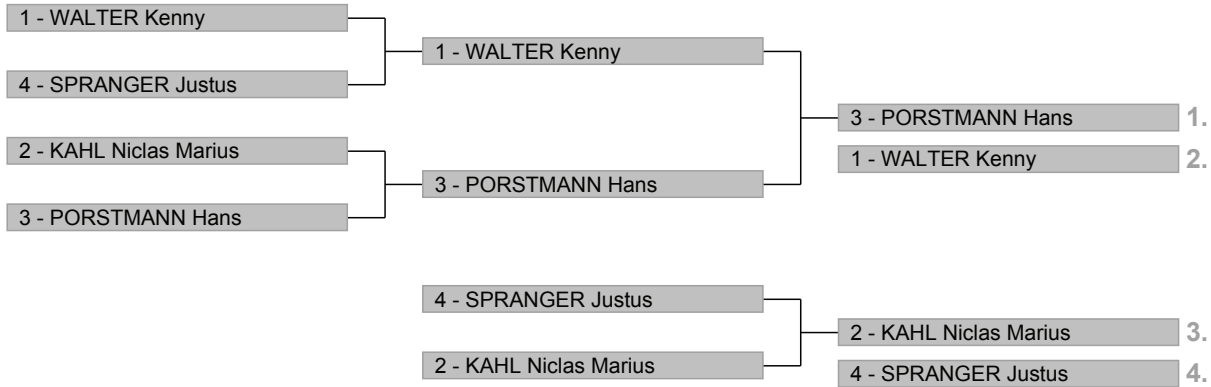 1 - WALTER Kenny
4 - SPRANGER Justus
2 - KAHL Niclas Marius
3 - PORSTMANN Hans
1 - WALTER Kenny
3 - PORSTMANN Hans
3 - PORSTMANN Hans 1.
1 - WALTER Kenny 2.
4 - SPRANGER Justus
2 - KAHL Niclas Marius
2 - KAHL Niclas Marius 3.
4 - SPRANGER Justus 4.